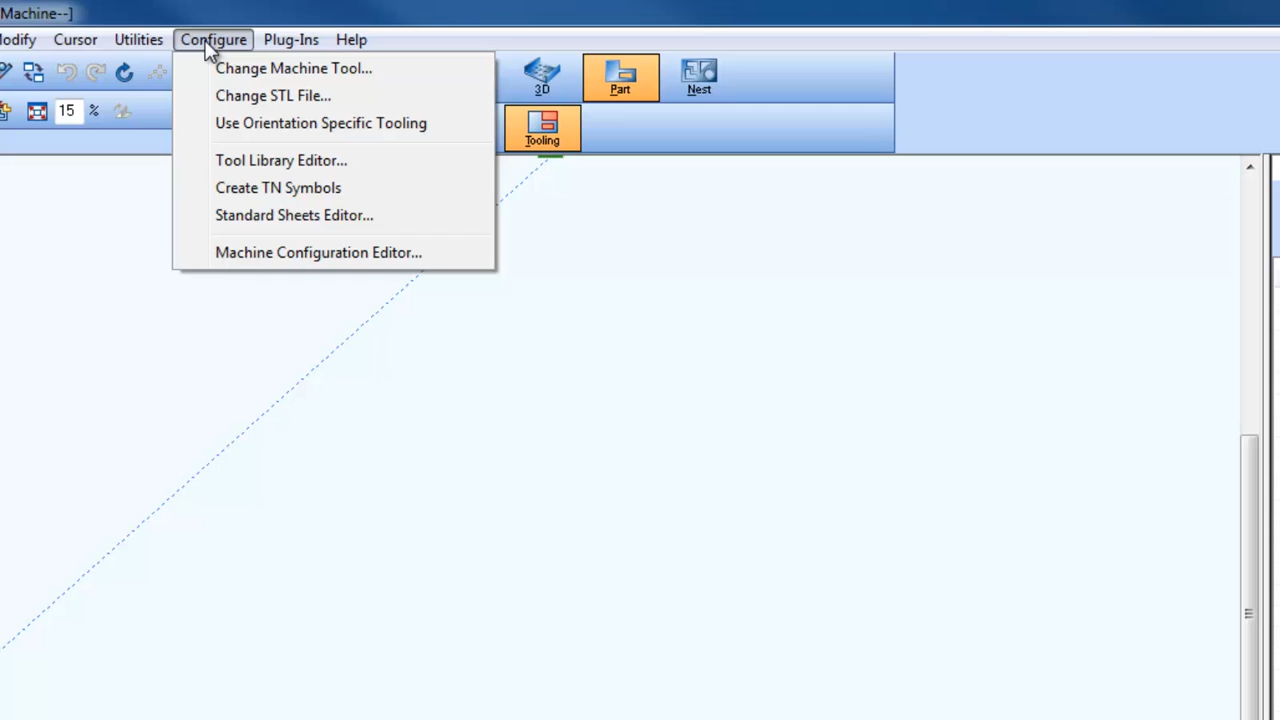 Machine--]
Modify Cursor Utilities Configure Plug-Ins Help
Change Machine Tool...
Change STL File...
Use Orientation Specific Tooling
Tool Library Editor...
Create TN Symbols
Standard Sheets Editor...
Machine Configuration Editor...
3D Part Nest
15 %
Tooling